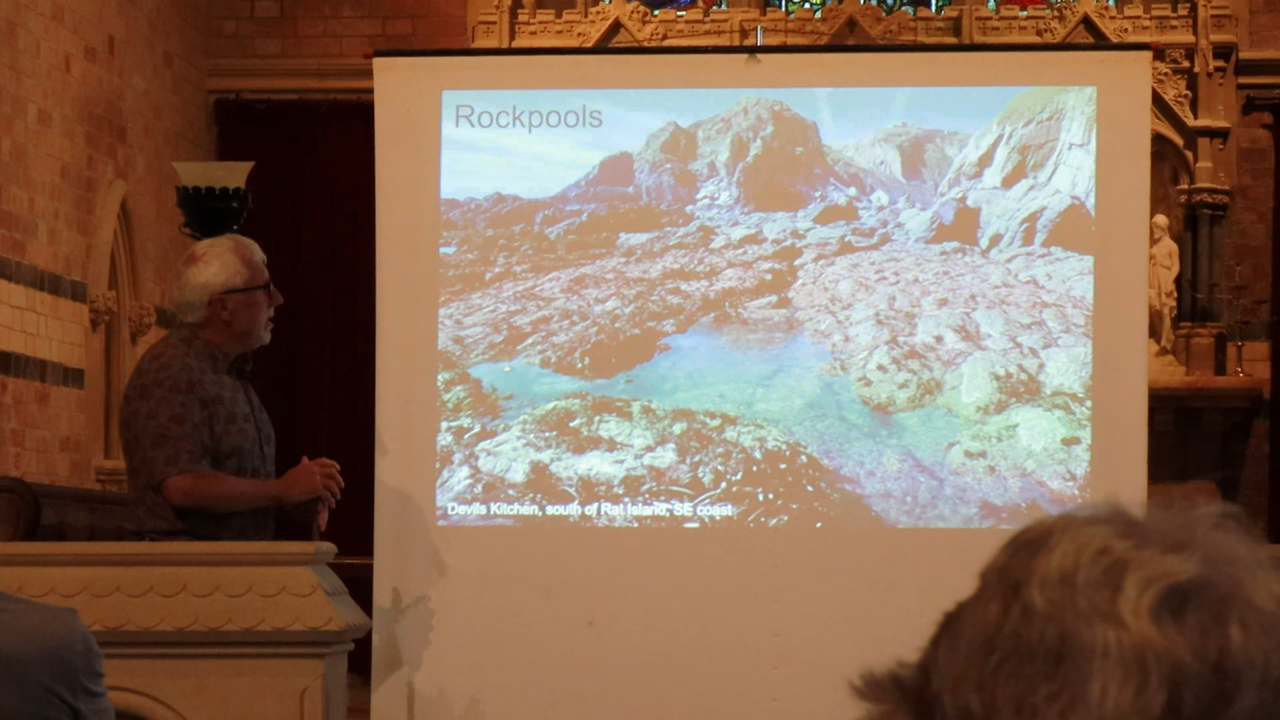 Rockpools
Devils Kitchen, south of Rat Island, SE coast